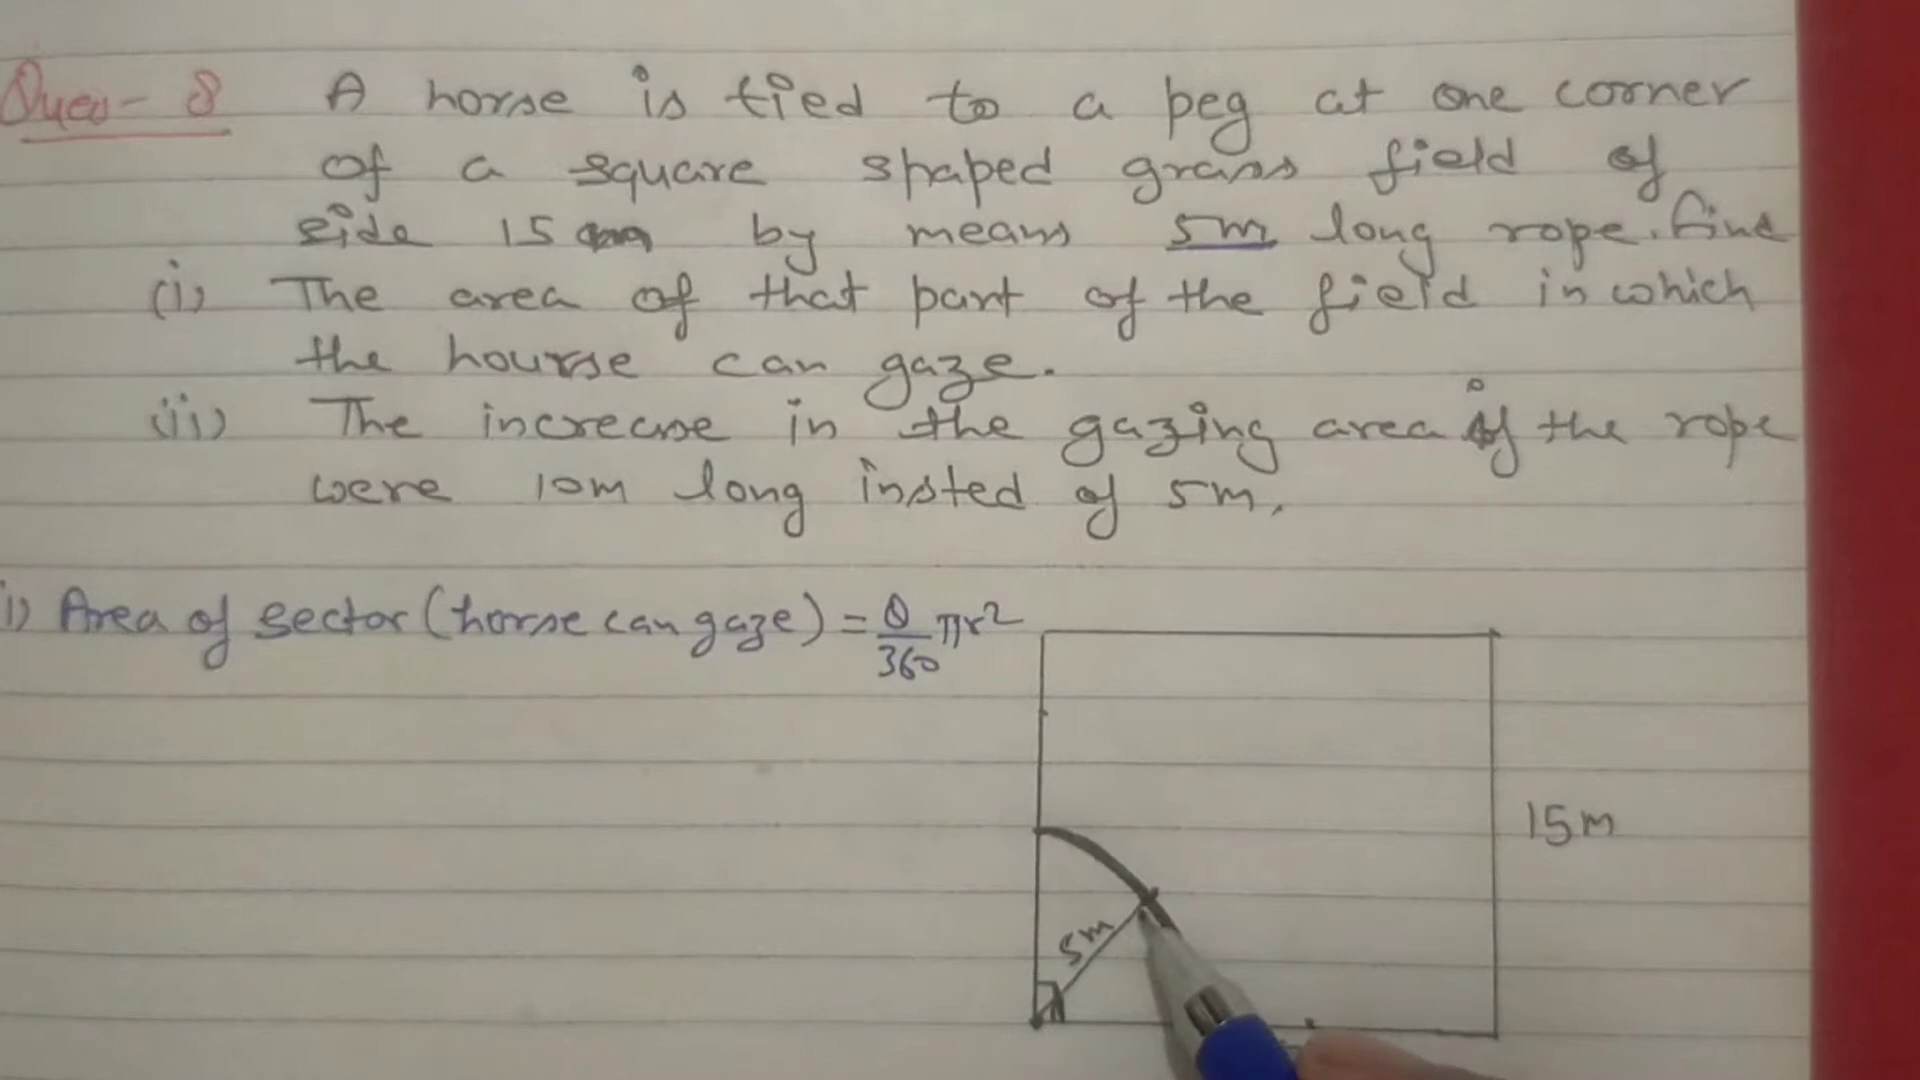 Ques- 8 A horse is tied to a peg at one corner
of a square shaped grass field of
side 15 by means 5m long rope. find
(i) The area of that part of the field in which
the hourse can gaze.
(ii) The increase in the gazing area if the rope
were 10m long insted of 5m.
i) Area of sector (horse can gaze) = θ/360 πr²
15m
5m